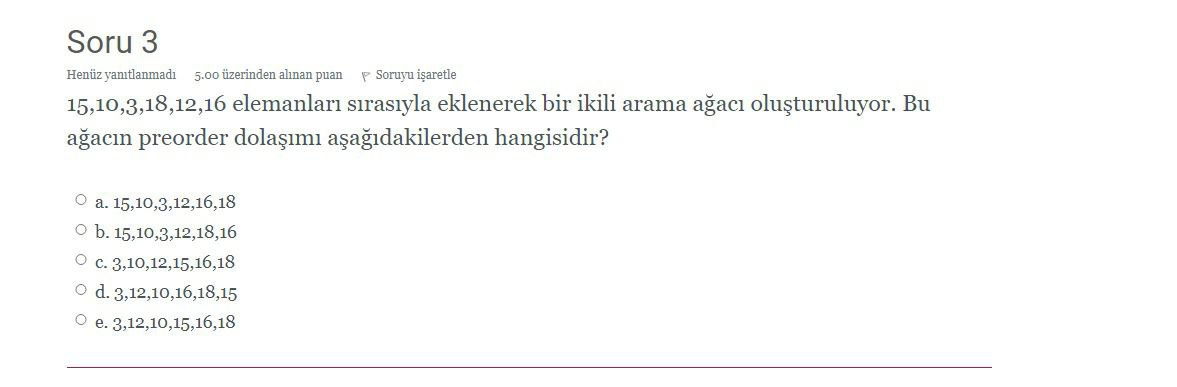 Soru 3
Henüz yanıtlanmadı 5.00 üzerinden alınan puan Soruyu işaretle
15,10,3,18,12,16 elemanları sırasıyla eklenerek bir ikili arama ağacı oluşturuluyor. Bu
ağacın preorder dolaşımı aşağıdakilerden hangisidir?
a. 15,10,3,12,16,18
b. 15,10,3,12,18,16
c. 3,10,12,15,16,18
d. 3,12,10,16,18,15
e. 3,12,10,15,16,18